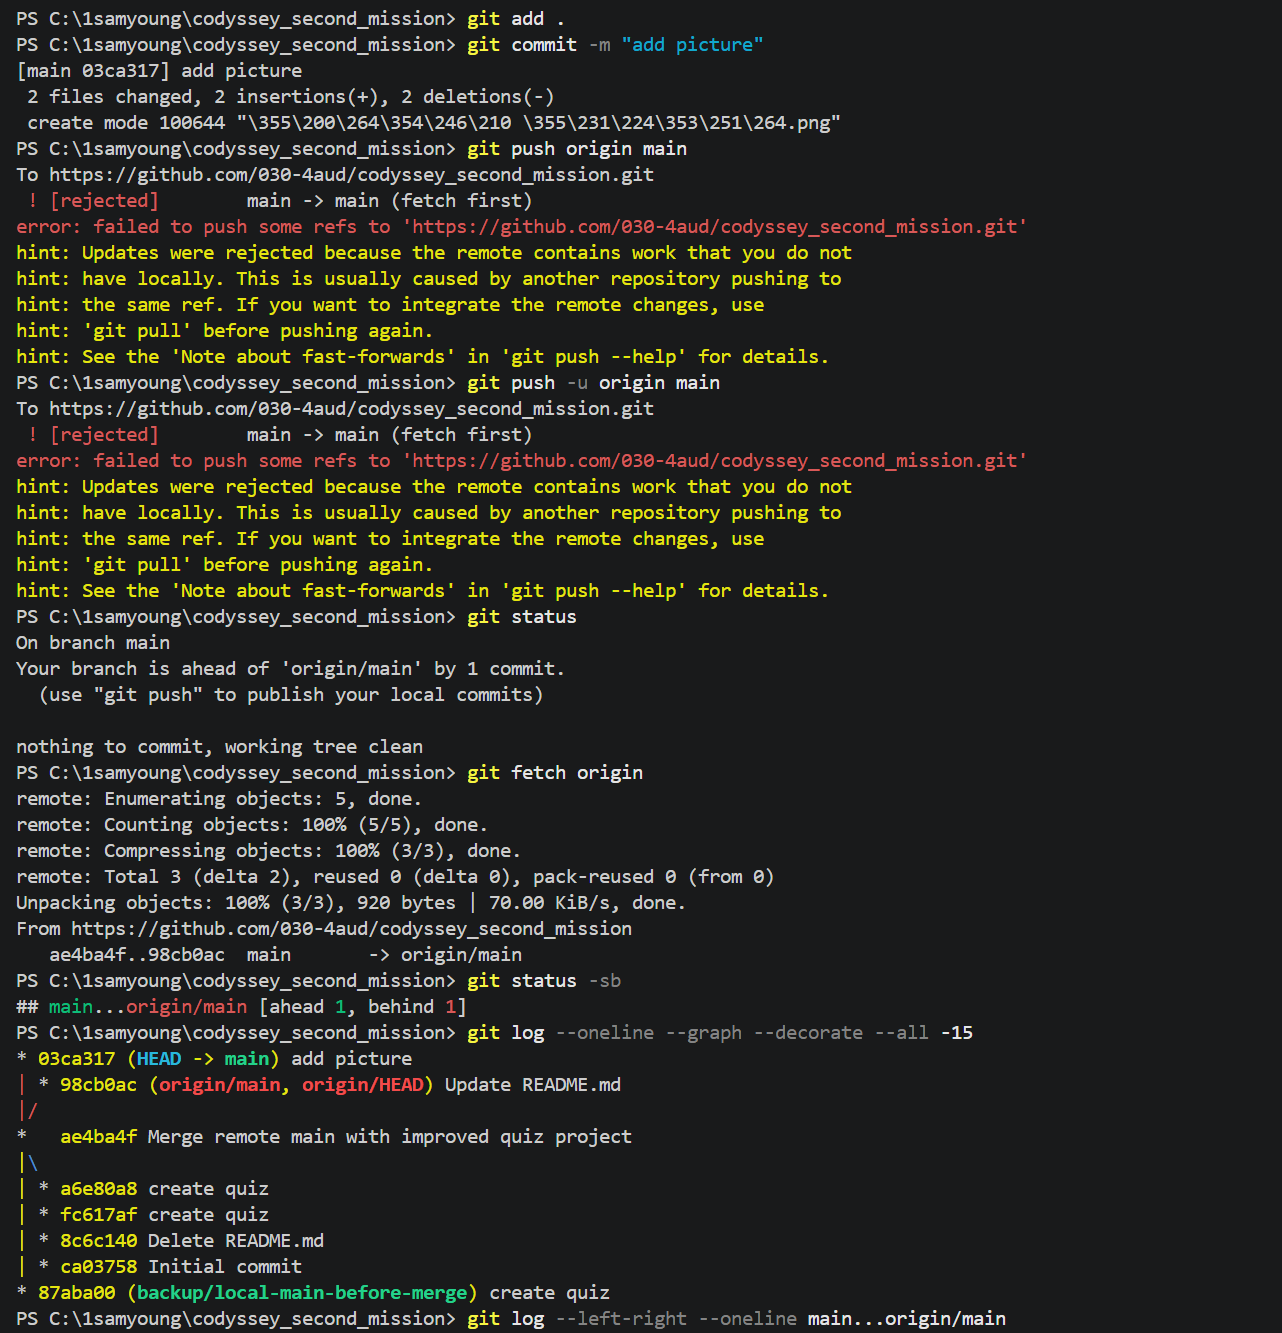 PS C:\1samyoung\codyssey_second_mission> git add .
PS C:\1samyoung\codyssey_second_mission> git commit -m "add picture"
[main 03ca317] add picture
 2 files changed, 2 insertions(+), 2 deletions(-)
 create mode 100644 "\355\200\264\354\246\210 \355\231\224\353\251\264.png"
PS C:\1samyoung\codyssey_second_mission> git push origin main
To https://github.com/030-4aud/codyssey_second_mission.git
 ! [rejected]        main -> main (fetch first)
error: failed to push some refs to 'https://github.com/030-4aud/codyssey_second_mission.git'
hint: Updates were rejected because the remote contains work that you do not
hint: have locally. This is usually caused by another repository pushing to
hint: the same ref. If you want to integrate the remote changes, use
hint: 'git pull' before pushing again.
hint: See the 'Note about fast-forwards' in 'git push --help' for details.
PS C:\1samyoung\codyssey_second_mission> git push -u origin main
To https://github.com/030-4aud/codyssey_second_mission.git
 ! [rejected]        main -> main (fetch first)
error: failed to push some refs to 'https://github.com/030-4aud/codyssey_second_mission.git'
hint: Updates were rejected because the remote contains work that you do not
hint: have locally. This is usually caused by another repository pushing to
hint: the same ref. If you want to integrate the remote changes, use
hint: 'git pull' before pushing again.
hint: See the 'Note about fast-forwards' in 'git push --help' for details.
PS C:\1samyoung\codyssey_second_mission> git status
On branch main
Your branch is ahead of 'origin/main' by 1 commit.
  (use "git push" to publish your local commits)

nothing to commit, working tree clean
PS C:\1samyoung\codyssey_second_mission> git fetch origin
remote: Enumerating objects: 5, done.
remote: Counting objects: 100% (5/5), done.
remote: Compressing objects: 100% (3/3), done.
remote: Total 3 (delta 2), reused 0 (delta 0), pack-reused 0 (from 0)
Unpacking objects: 100% (3/3), 920 bytes | 70.00 KiB/s, done.
From https://github.com/030-4aud/codyssey_second_mission
   ae4ba4f..98cb0ac  main       -> origin/main
PS C:\1samyoung\codyssey_second_mission> git status -sb
## main...origin/main [ahead 1, behind 1]
PS C:\1samyoung\codyssey_second_mission> git log --oneline --graph --decorate --all -15
* 03ca317 (HEAD -> main) add picture
| * 98cb0ac (origin/main, origin/HEAD) Update README.md
|/
*   ae4ba4f Merge remote main with improved quiz project
|\
| * a6e80a8 create quiz
| * fc617af create quiz
| * 8c6c140 Delete README.md
| * ca03758 Initial commit
* 87aba00 (backup/local-main-before-merge) create quiz
PS C:\1samyoung\codyssey_second_mission> git log --left-right --oneline main...origin/main